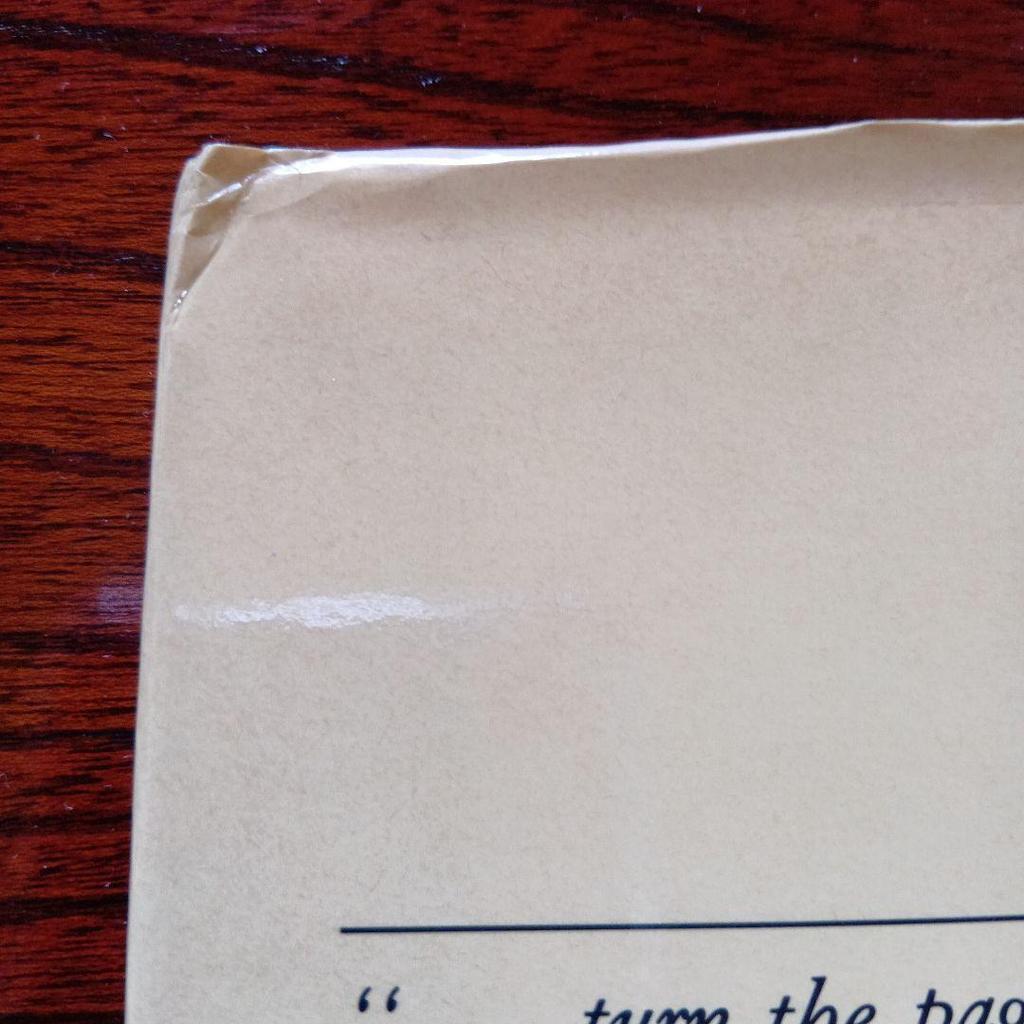 “ turn the